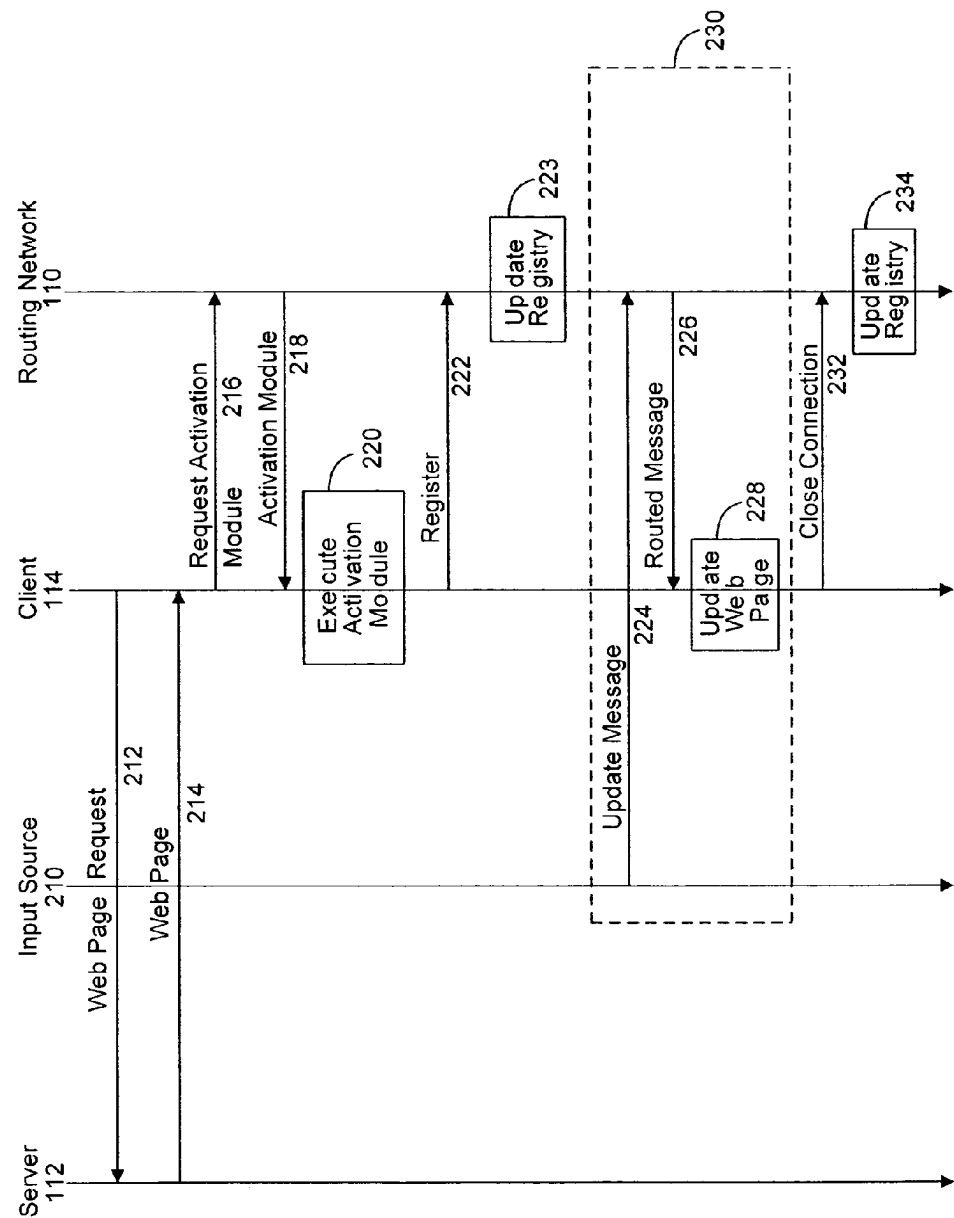 Server
112
Input Source
210
Client
114
Routing Network
110
Web Page Request
212
Web Page
214
Request Activation
Module 216
Activation Module
218
Execute
Activation
Module
220
Register
222
Update
Registry
223
230
Update Message
224
Routed Message
226
Update
Web
Page
228
Close Connection
232
Update
Registry
234